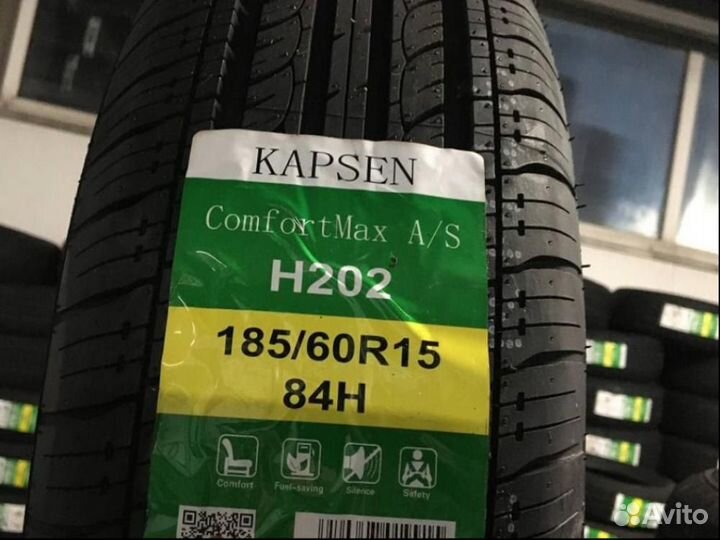 KAPSEN
ComfortMax A/S
H202
185/60R15
84H
Comfort Fuel-saving Silence Safety
Avito